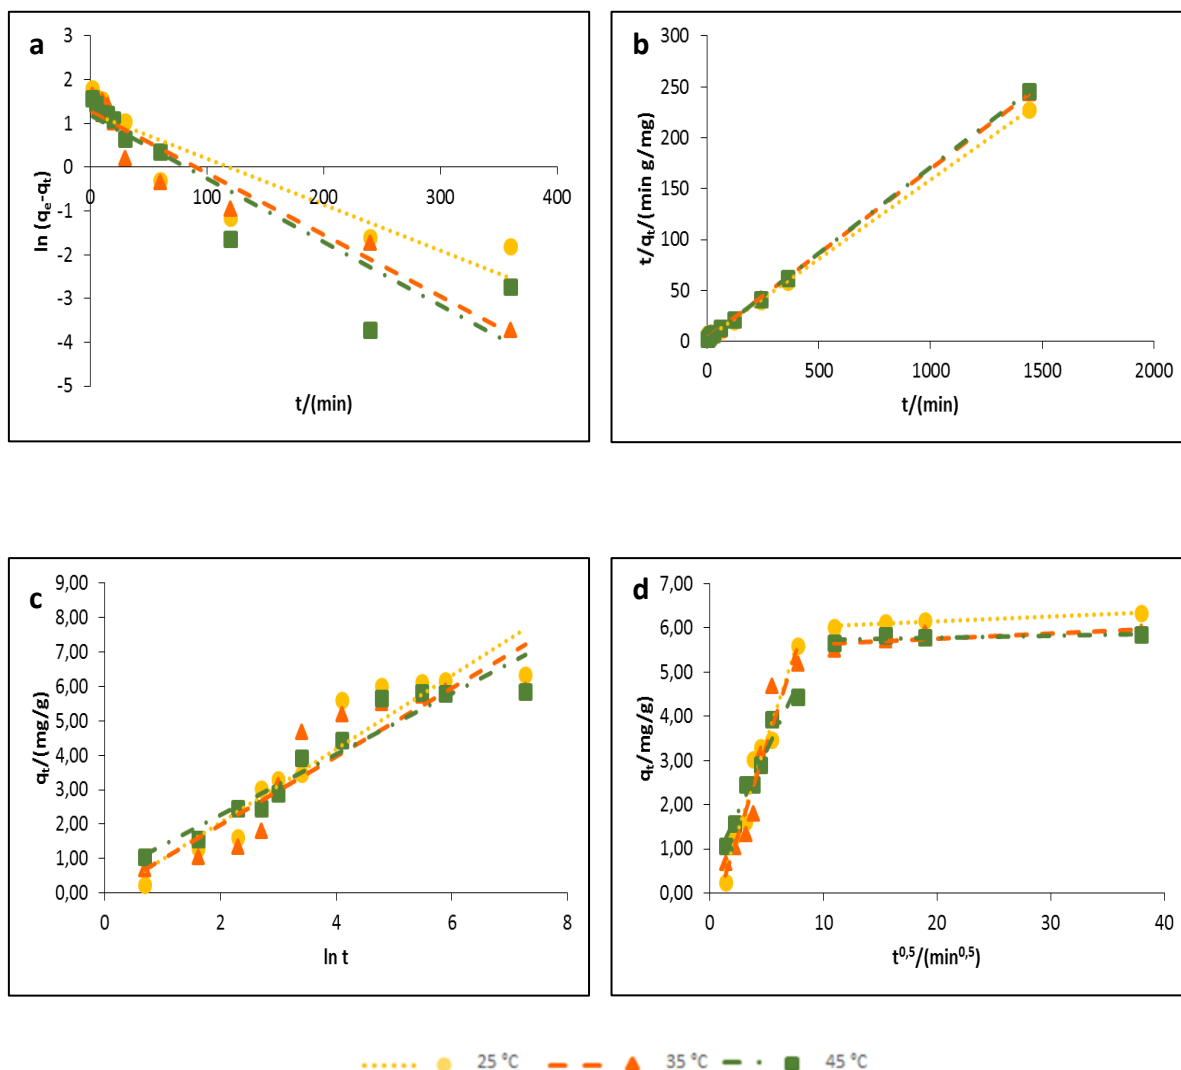 a
3
2
1
0
-1
-2
-3
-4
-5
0 100 200 300 400
ln (qe-qt)
t/(min)
b
300
250
200
150
100
50
0
0 500 1000 1500 2000
t/qt/(min g/mg)
t/(min)
c
9,00
8,00
7,00
6,00
5,00
4,00
3,00
2,00
1,00
0,00
0 2 4 6 8
qt/(mg/g)
ln t
d
7,00
6,00
5,00
4,00
3,00
2,00
1,00
0,00
0 10 20 30 40
qt/mg/g)
t0,5/(min0,5)
25 °C 35 °C 45 °C